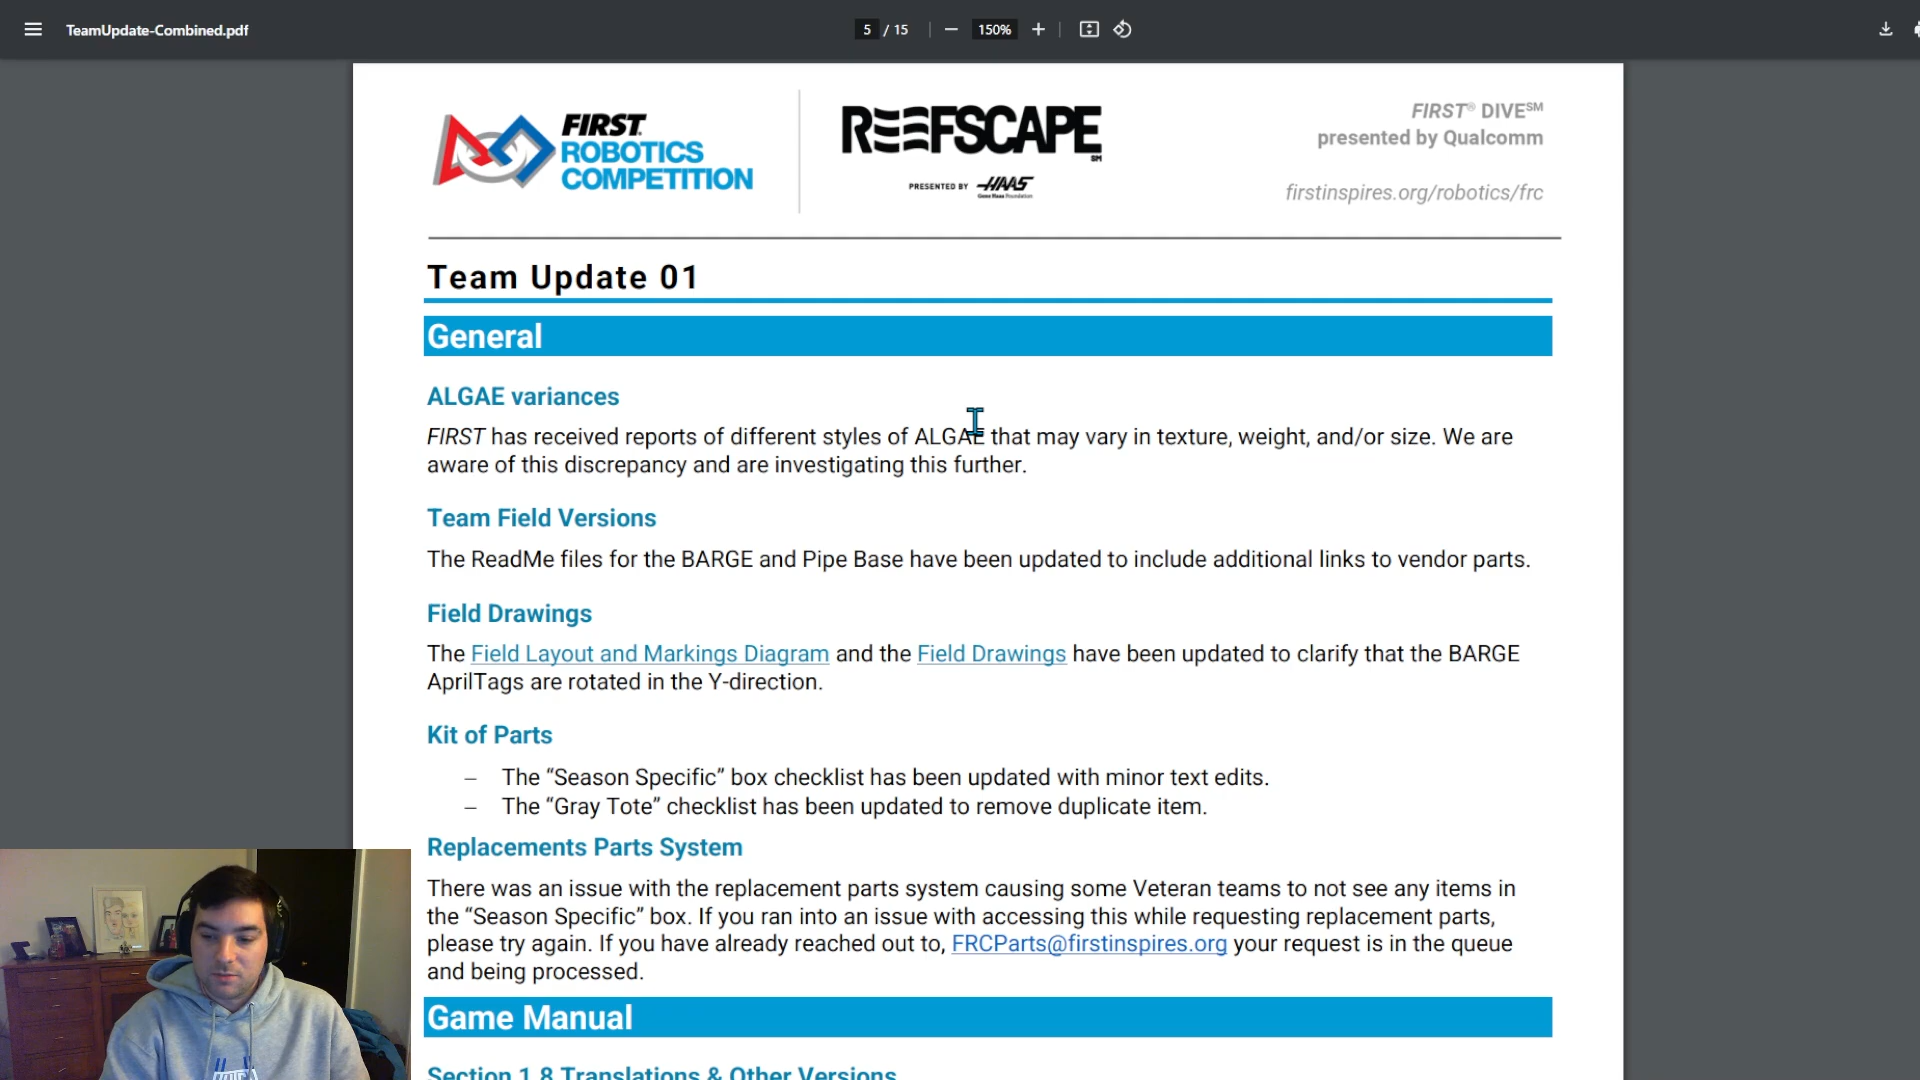 TeamUpdate-Combined.pdf
5 / 15
150%
FIRST
ROBOTICS
COMPETITION
REEFSCAPE SM
PRESENTED BY HAAS
Gene Haas Foundation
FIRST® DIVE℠
presented by Qualcomm
firstinspires.org/robotics/frc
Team Update 01
General
ALGAE variances
FIRST has received reports of different styles of ALGAE that may vary in texture, weight, and/or size. We are
aware of this discrepancy and are investigating this further.
Team Field Versions
The ReadMe files for the BARGE and Pipe Base have been updated to include additional links to vendor parts.
Field Drawings
The Field Layout and Markings Diagram and the Field Drawings have been updated to clarify that the BARGE
AprilTags are rotated in the Y-direction.
Kit of Parts
– The “Season Specific” box checklist has been updated with minor text edits.
– The “Gray Tote” checklist has been updated to remove duplicate item.
Replacements Parts System
There was an issue with the replacement parts system causing some Veteran teams to not see any items in
the “Season Specific” box. If you ran into an issue with accessing this while requesting replacement parts,
please try again. If you have already reached out to, FRCParts@firstinspires.org your request is in the queue
and being processed.
Game Manual
Section 1.8 Translations & Other Versions